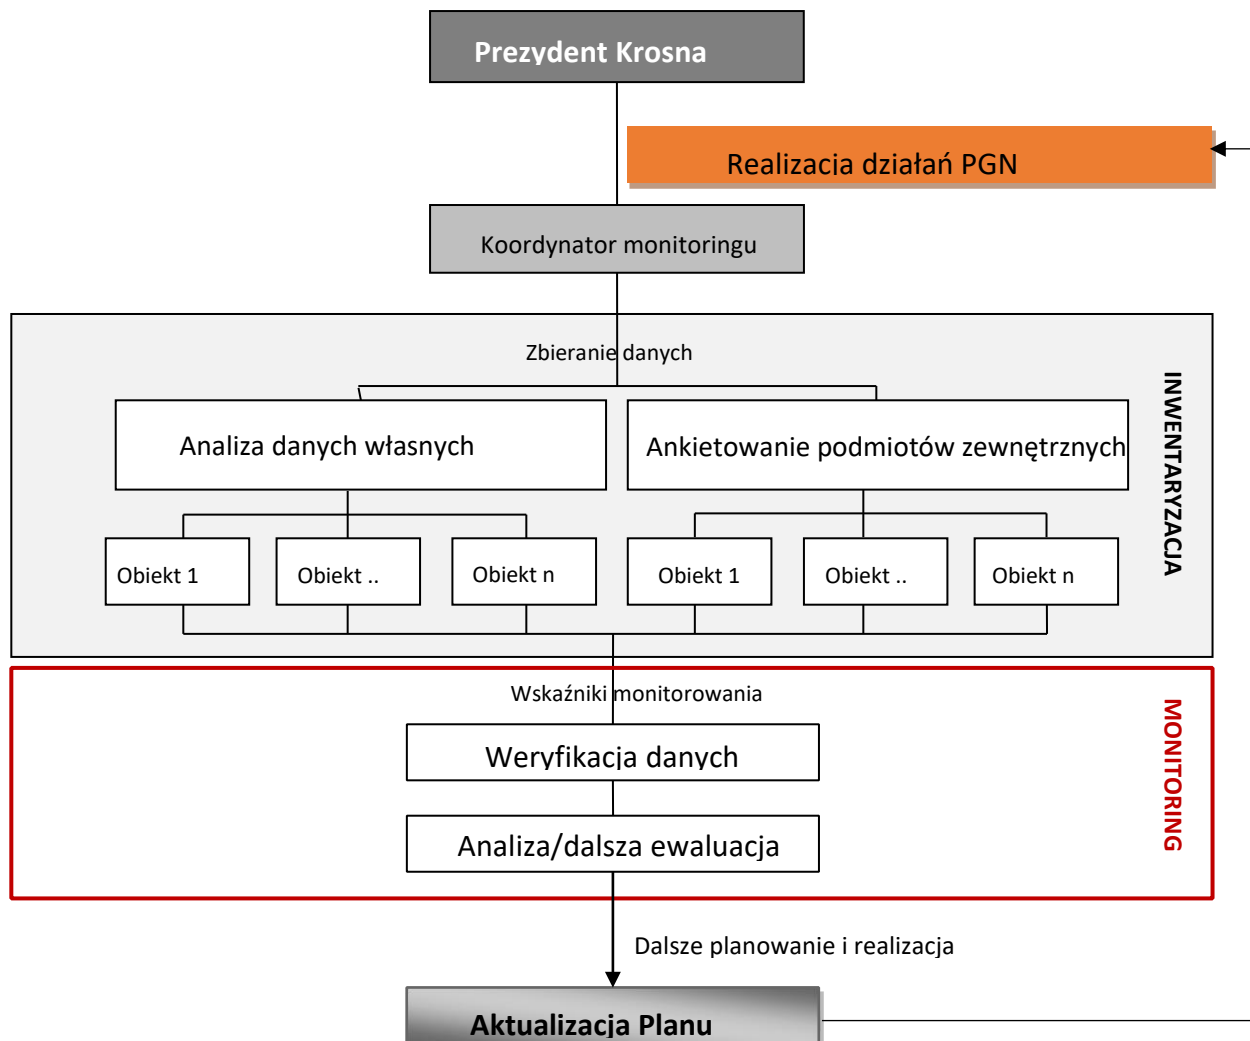 Prezydent Krosna
Realizacja działań PGN
Koordynator monitoringu
Zbieranie danych
INWENTARYZACJA
Analiza danych własnych
Ankietowanie podmiotów zewnętrznych
Obiekt 1
Obiekt ..
Obiekt n
Obiekt 1
Obiekt ..
Obiekt n
Wskaźniki monitorowania
MONITORING
Weryfikacja danych
Analiza/dalsza ewaluacja
Dalsze planowanie i realizacja
Aktualizacja Planu